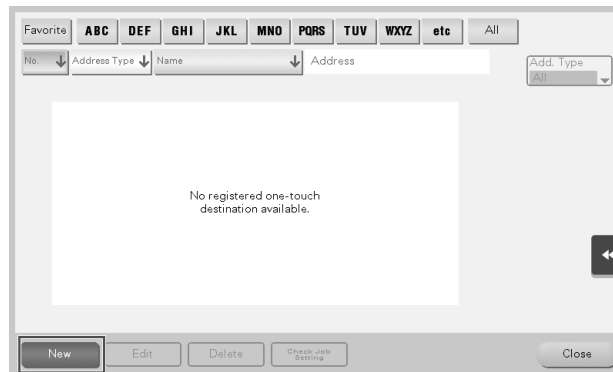 Favorite ABC DEF GHI JKL MNO PQRS TUV WXYZ etc All
No. Address Type Name Address
Add. Type
All
No registered one-touch
destination available.
New Edit Delete Check Job
Setting
Close